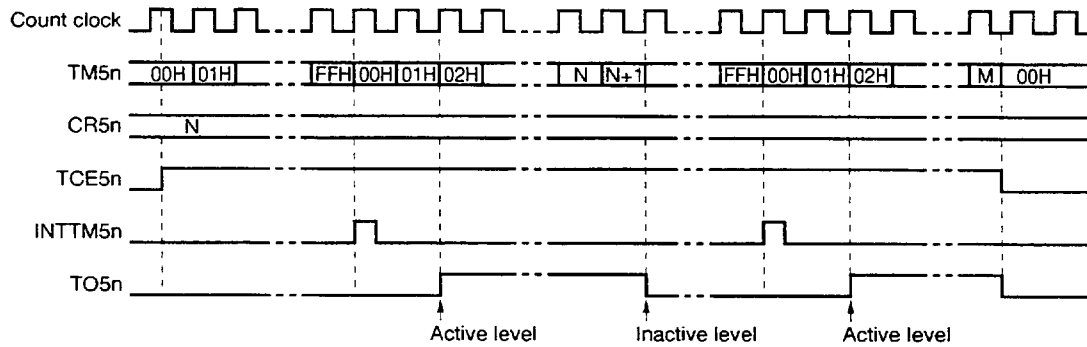 Count clock
TM5n 00H 01H FFH 00H 01H 02H N N+1 FFH 00H 01H 02H M 00H
CR5n N
TCE5n
INTTM5n
TO5n
Active level Inactive level Active level